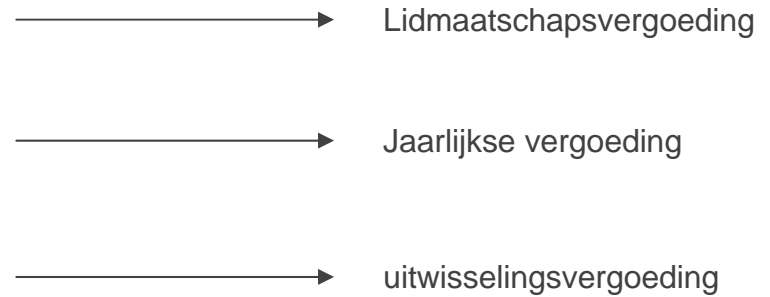 Lidmaatschapsvergoeding
Jaarlijkse vergoeding
uitwisselingsvergoeding